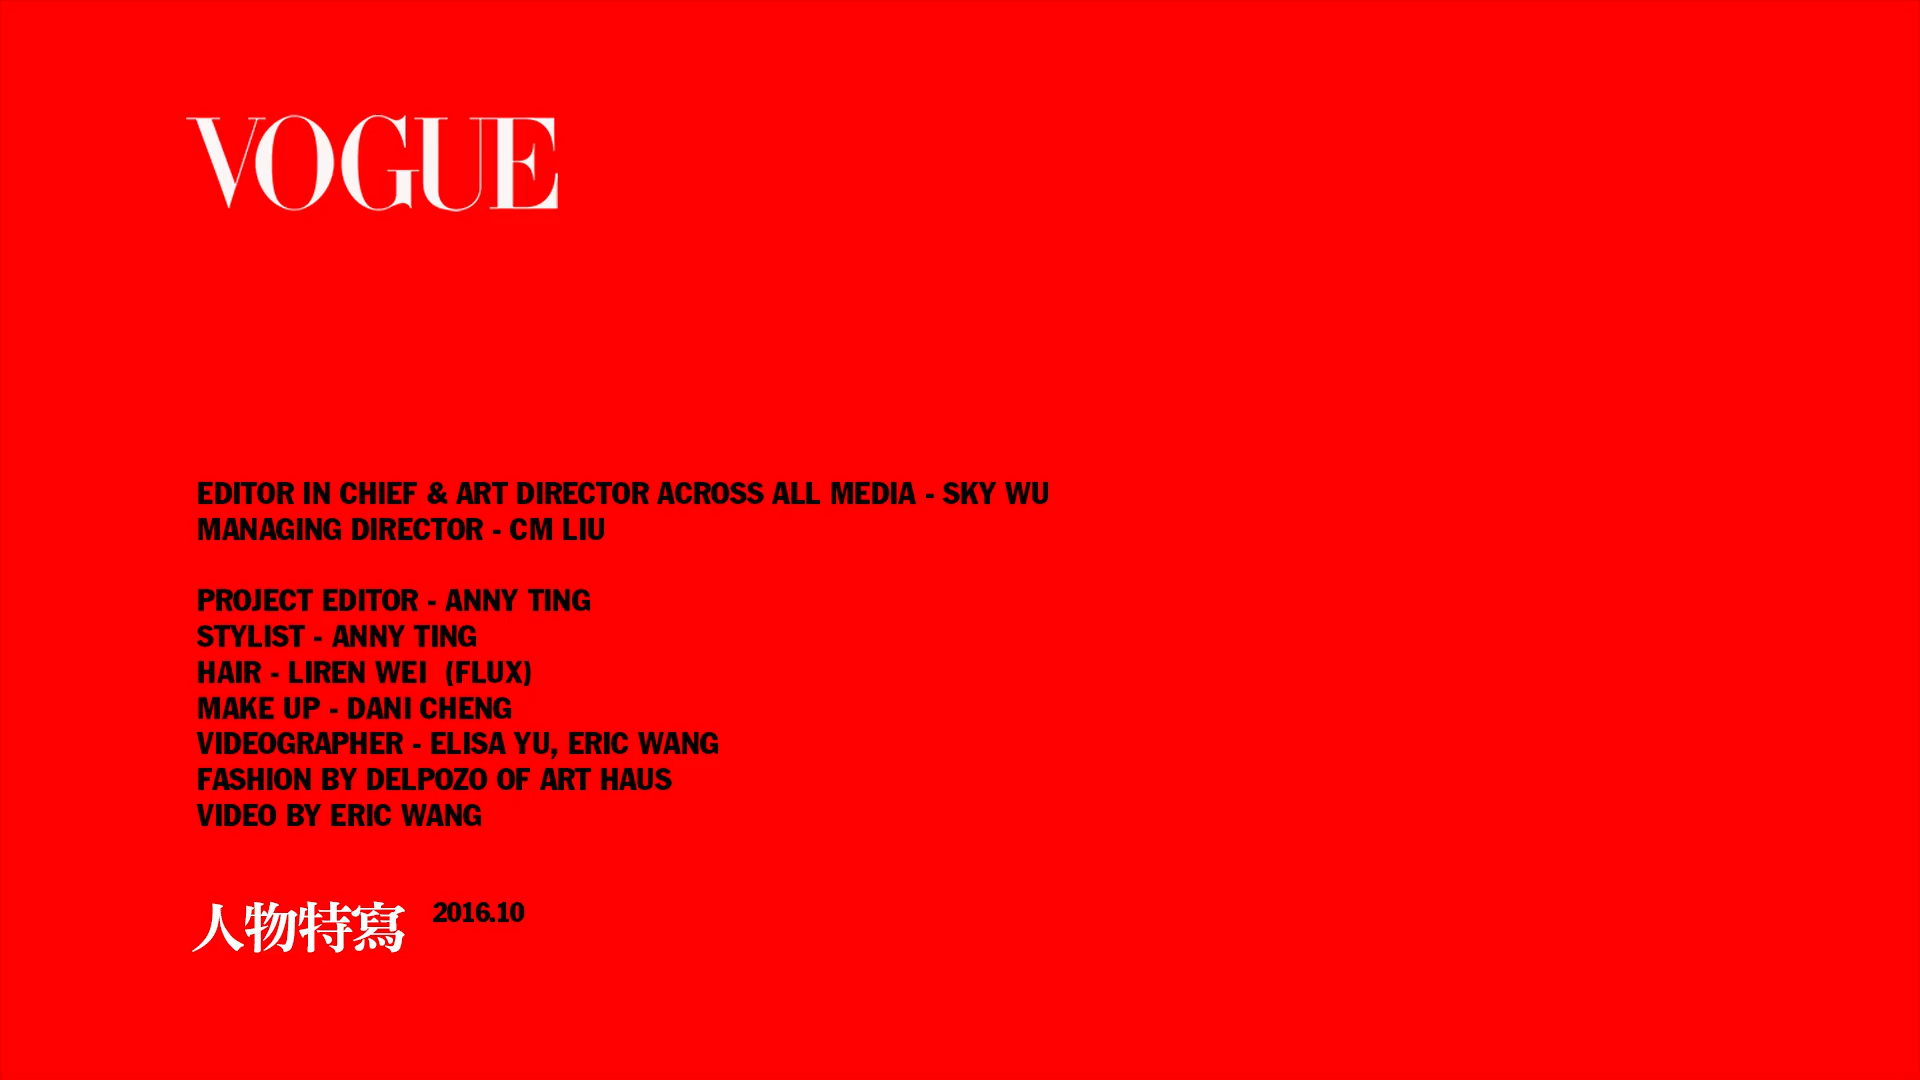 VOGUE
EDITOR IN CHIEF & ART DIRECTOR ACROSS ALL MEDIA - SKY WU
MANAGING DIRECTOR - CM LIU
PROJECT EDITOR - ANNY TING
STYLIST - ANNY TING
HAIR - LIREN WEI  (FLUX)
MAKE UP - DANI CHENG
VIDEOGRAPHER - ELISA YU, ERIC WANG
FASHION BY DELPOZO OF ART HAUS
VIDEO BY ERIC WANG
人物特寫 2016.10